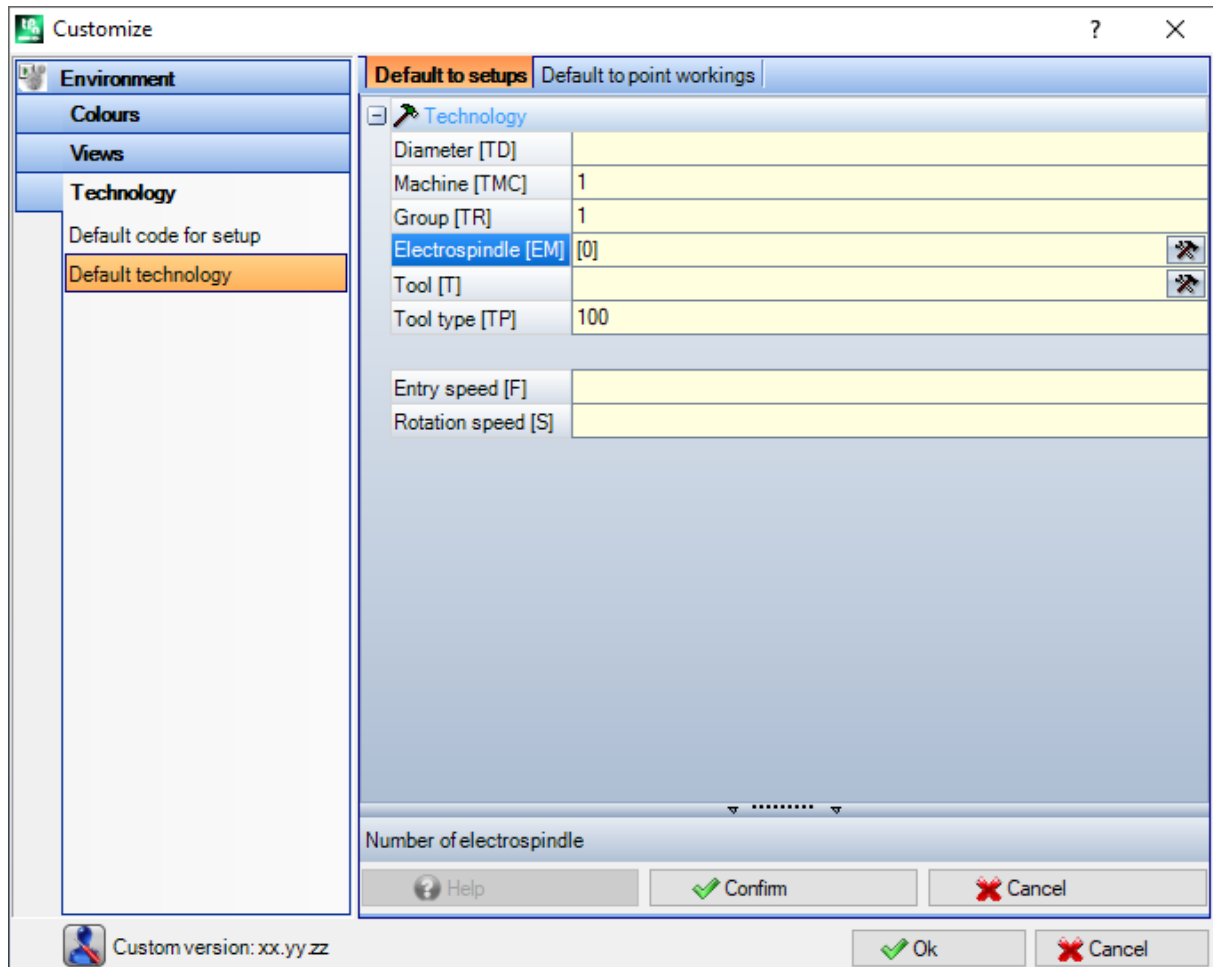 Customize
?
Environment
Colours
Views
Technology
Default code for setup
Default technology
Default to setups Default to point workings
Technology
Diameter [TD]
Machine [TMC] 1
Group [TR] 1
Electrospindle [EM] [0]
Tool [T]
Tool type [TP] 100
Entry speed [F]
Rotation speed [S]
Number of electrospindle
Help Confirm Cancel
Custom version: xx.yy.zz Ok Cancel